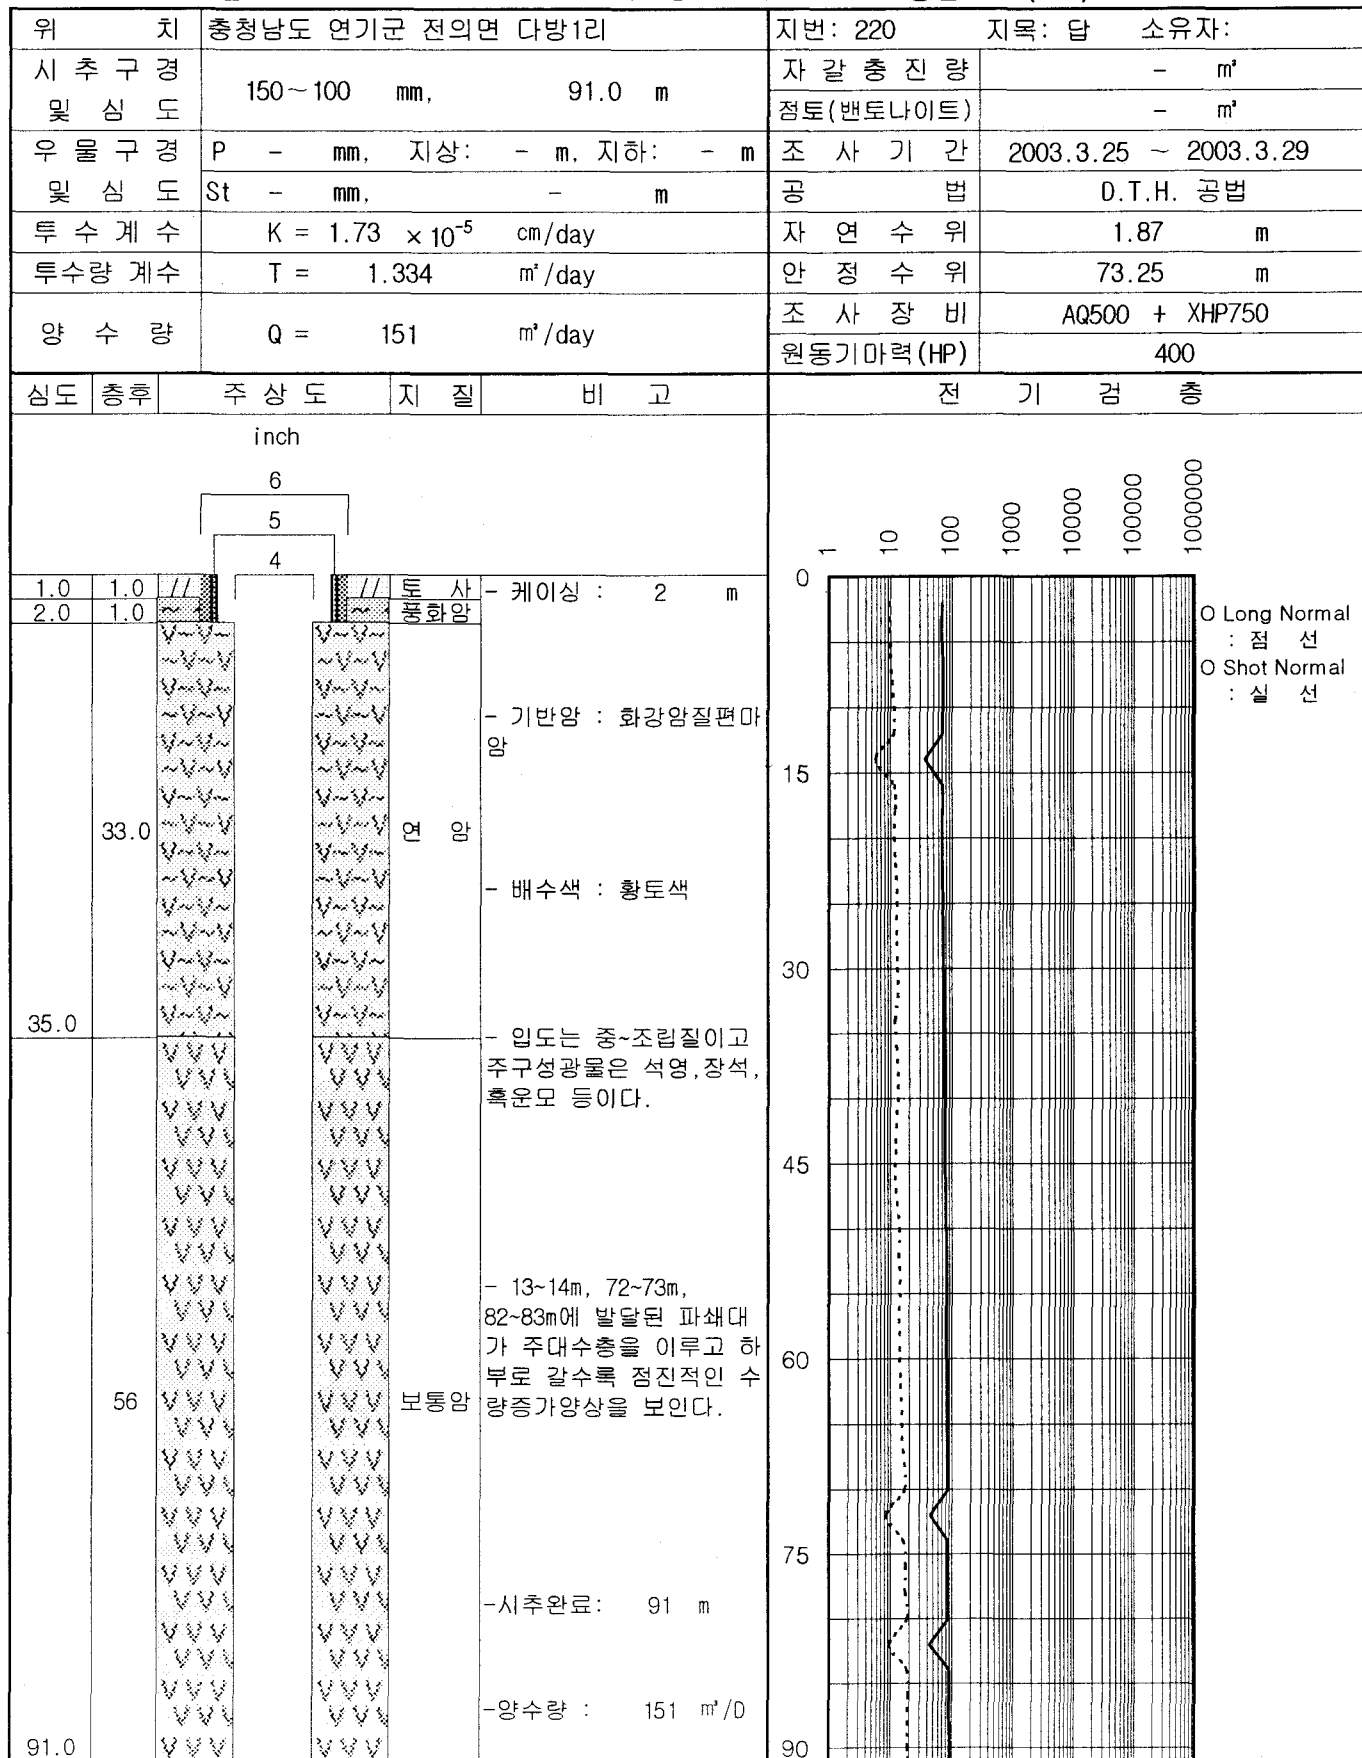 위 치 충청남도 연기군 전의면 다방1리 지번: 220 지목: 답 소유자:
시 추 구 경 및 심 도 150~100 mm, 91.0 m
자 갈 충 진 량 - ㎥
점토(밴토나이트) - ㎥
우 물 구 경 및 심 도 P - mm, 지상: - m, 지하: - m
St - mm, - m
조 사 기 간 2003.3.25 ~ 2003.3.29
공 법 D.T.H. 공법
투 수 계 수 K = 1.73 ×10⁻⁵ cm/day
자 연 수 위 1.87 m
투수량 계수 T = 1.334 ㎡/day
안 정 수 위 73.25 m
양 수 량 Q = 151 ㎥/day
조 사 장 비 AQ500 + XHP750
원동기마력(HP) 400
심도 층후 주 상 도 지 질 비 고 전 기 검 층
inch
6
5
4
1.0 1.0 토 사 - 케이싱 : 2 m
2.0 1.0 풍화암
- 기반암 : 화강암질편마
암
33.0 연 암
- 배수색 : 황토색
35.0
- 입도는 중~조립질이고
주구성광물은 석영,장석,
흑운모 등이다.
- 13~14m, 72~73m,
82~83m에 발달된 파쇄대
가 주대수층을 이루고 하
부로 갈수록 점진적인 수
량증가양상을 보인다.
56 보통암
-시추완료: 91 m
-양수량 : 151 ㎥/D
91.0
1 10 100 1000 10000 100000 1000000
0
15
30
45
60
75
90
O Long Normal
: 점 선
O Shot Normal
: 실 선